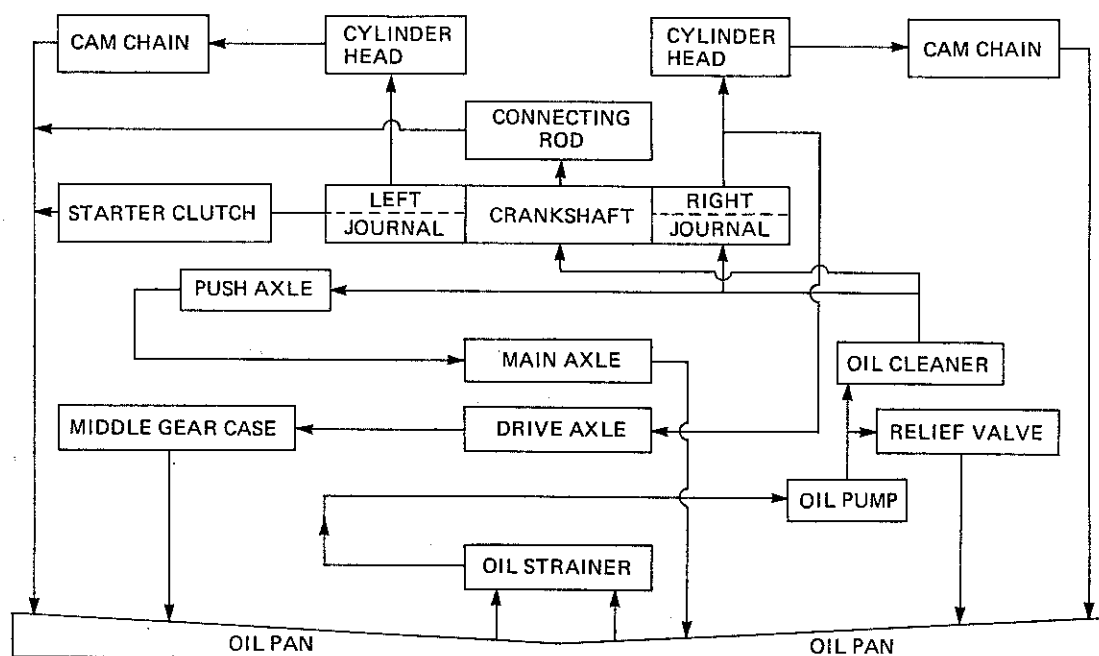 CAM CHAIN
CYLINDER
HEAD
CYLINDER
HEAD
CAM CHAIN
CONNECTING
ROD
STARTER CLUTCH
LEFT
JOURNAL
CRANKSHAFT
RIGHT
JOURNAL
PUSH AXLE
MAIN AXLE
OIL CLEANER
MIDDLE GEAR CASE
DRIVE AXLE
RELIEF VALVE
OIL PUMP
OIL STRAINER
OIL PAN
OIL PAN